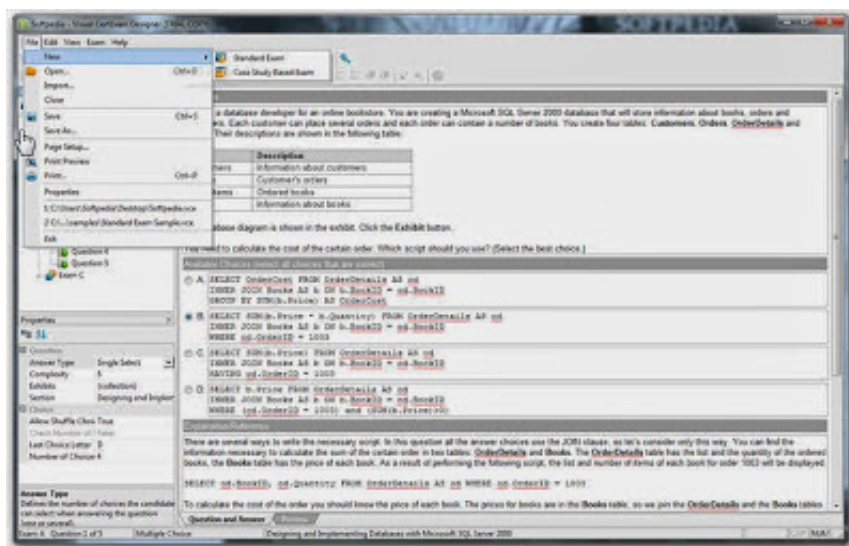 Softpedia - Visual CertExam Designer [TRIAL COPY]
SOFTPEDIA
File Edit View Exam Help
New
Standard Exam
Open... Ctrl+O
Case Study Based Exam
Import...
Close
Save Ctrl+S
Save As...
Page Setup...
Print Preview
Print... Ctrl+P
Properties
1 C:\Users\Softpedia\Desktop\Softpedia.vce
2 C:\...\samples\Standard Exam Sample.vce
Exit
Question 4
Question 5
Exam C
a database developer for an online bookstore. You are creating a Microsoft SQL Server 2000 database that will store information about books, orders and
Each customer can place several orders and each order can contain a number of books. You create four tables: Customers, Orders, OrderDetails and
Their descriptions are shown in the following table:
Description
Information about customers
Customer's orders
Ordered books
Information about books
database diagram is shown in the exhibit. Click the Exhibit button.
need to calculate the cost of the certain order. Which script should you use? (Select the best choice.)
Available Choices (select all choices that are correct)
A. SELECT OrderCost FROM OrderDetails AS od
INNER JOIN Books AS b ON b.BookID = od.BookID
GROUP BY SUM(b.Price) AS OrderCost
B. SELECT SUM(b.Price * b.Quantity) FROM OrderDetails AS od
INNER JOIN Books AS b ON b.BookID = od.BookID
WHERE od.OrderID = 1003
C. SELECT SUM(b.Price) FROM OrderDetails AS od
INNER JOIN Books AS b ON b.BookID = od.BookID
HAVING od.OrderID = 1003
D. SELECT b.Price FROM OrderDetails AS od
INNER JOIN Books AS b ON b.BookID = od.BookID
WHERE (od.OrderID = 1003) and (SUM(b.Price)>0)
Explanation/Reference
There are several ways to write the necessary script. In this question all the answer choices use the JOIN clause, so let's consider only this way. You can find the
information necessary to calculate the sum of the certain order in two tables: OrderDetails and Books. The OrderDetails table has the list and the quantity of the ordered
books, the Books table has the price of each book. As a result of performing the following script, the list and number of items of each book for order 1003 will be displayed
SELECT od.BookID, od.Quantity FROM OrderDetails AS od WHERE od.OrderID = 1003
To calculate the cost of the order you should know the price of each book. The prices for books are in the Books table, so we join the OrderDetails and the Books tables
Properties
Question
Answer Type Single Select
Complexity 5
Exhibits (collection)
Section Designing and Implem
Choice
Allow Shuffle Choi True
Last Choice Letter D
Number of Choice 4
Answer Type
Defines the number of choices the candidate
can select when answering the question
(one or several).
Question and Answer
Exam A Question 1 of 5 Multiple Choice Designing and Implementing Databases with Microsoft SQL Server 2000 NUM